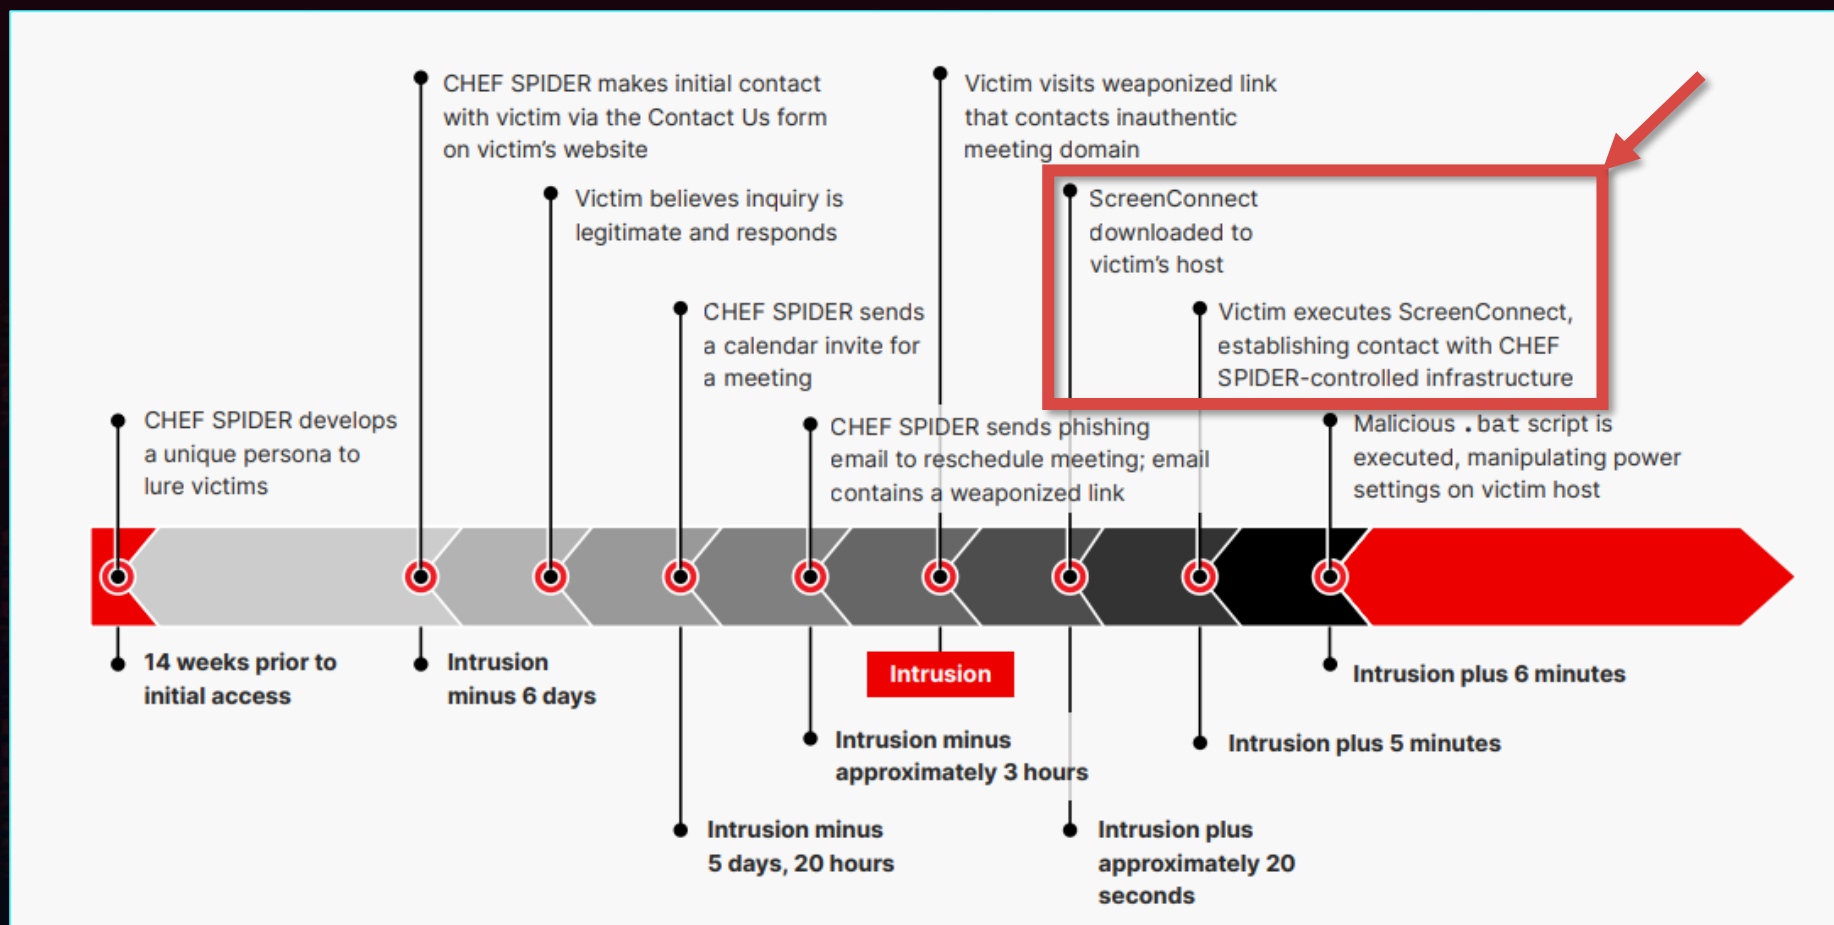 CHEF SPIDER makes initial contact
with victim via the Contact Us form
on victim's website
Victim visits weaponized link
that contacts inauthentic
meeting domain
Victim believes inquiry is
legitimate and responds
ScreenConnect
downloaded to
victim's host
CHEF SPIDER sends
a calendar invite for
a meeting
Victim executes ScreenConnect,
establishing contact with CHEF
SPIDER-controlled infrastructure
CHEF SPIDER develops
a unique persona to
lure victims
CHEF SPIDER sends phishing
email to reschedule meeting; email
contains a weaponized link
Malicious .bat script is
executed, manipulating power
settings on victim host
14 weeks prior to
initial access
Intrusion
minus 6 days
Intrusion
Intrusion plus 6 minutes
Intrusion minus
approximately 3 hours
Intrusion plus 5 minutes
Intrusion minus
5 days, 20 hours
Intrusion plus
approximately 20
seconds